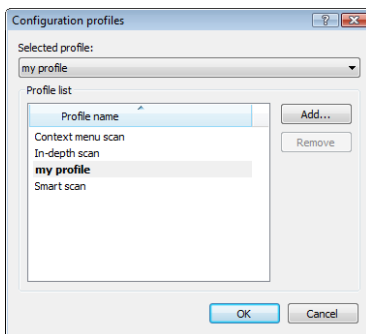 Configuration profiles
Selected profile:
my profile
Profile list
Profile name
Add...
Context menu scan
Remove
In-depth scan
my profile
Smart scan
OK
Cancel